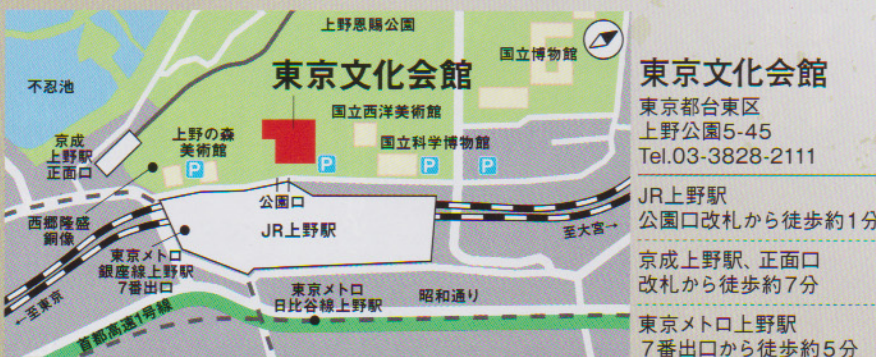 上野恩賜公園
国立博物館
不忍池
東京文化会館
国立西洋美術館
京成
上野駅
正面口
上野の森
美術館
国立科学博物館
P
P
P
P
公園口
西郷隆盛
銅像
JR上野駅
至大宮→
東京メトロ
銀座線上野駅
7番出口
東京メトロ
日比谷線上野駅
昭和通り
←至東京
首都高速1号線
東京文化会館
東京都台東区
上野公園5-45
Tel.03-3828-2111
JR上野駅
公園口改札から徒歩約1分
京成上野駅、正面口
改札から徒歩約7分
東京メトロ上野駅
7番出口から徒歩約5分